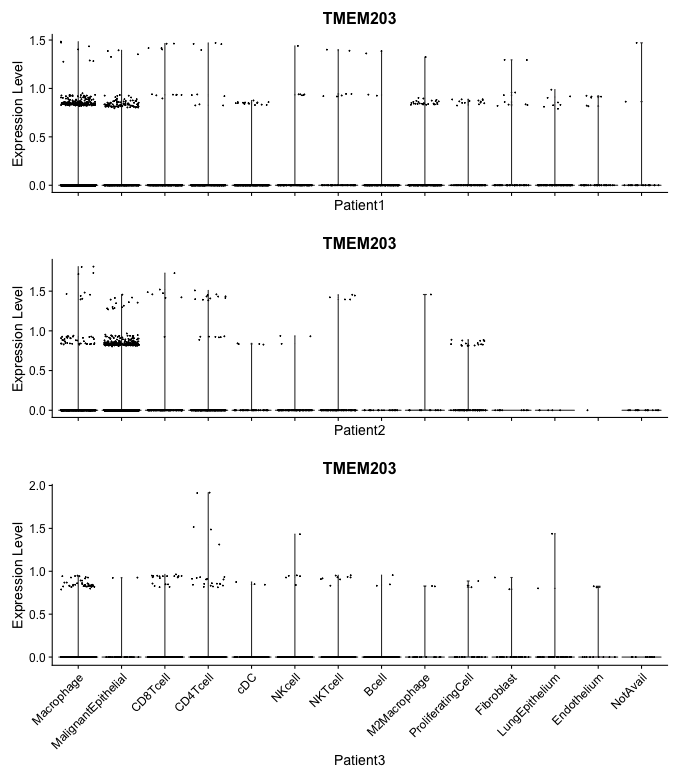 TMEM203
Expression Level
1.5
1.0
0.5
0.0
Patient1
TMEM203
Expression Level
1.5
1.0
0.5
0.0
Patient2
TMEM203
Expression Level
2.0
1.5
1.0
0.5
0.0
Macrophage
MalignantEpithelial
CD8Tcell
CD4Tcell
cDC
NKcell
NKTcell
Bcell
M2Macrophage
ProliferatingCell
Fibroblast
LungEpithelium
Endothelium
NotAvail
Patient3